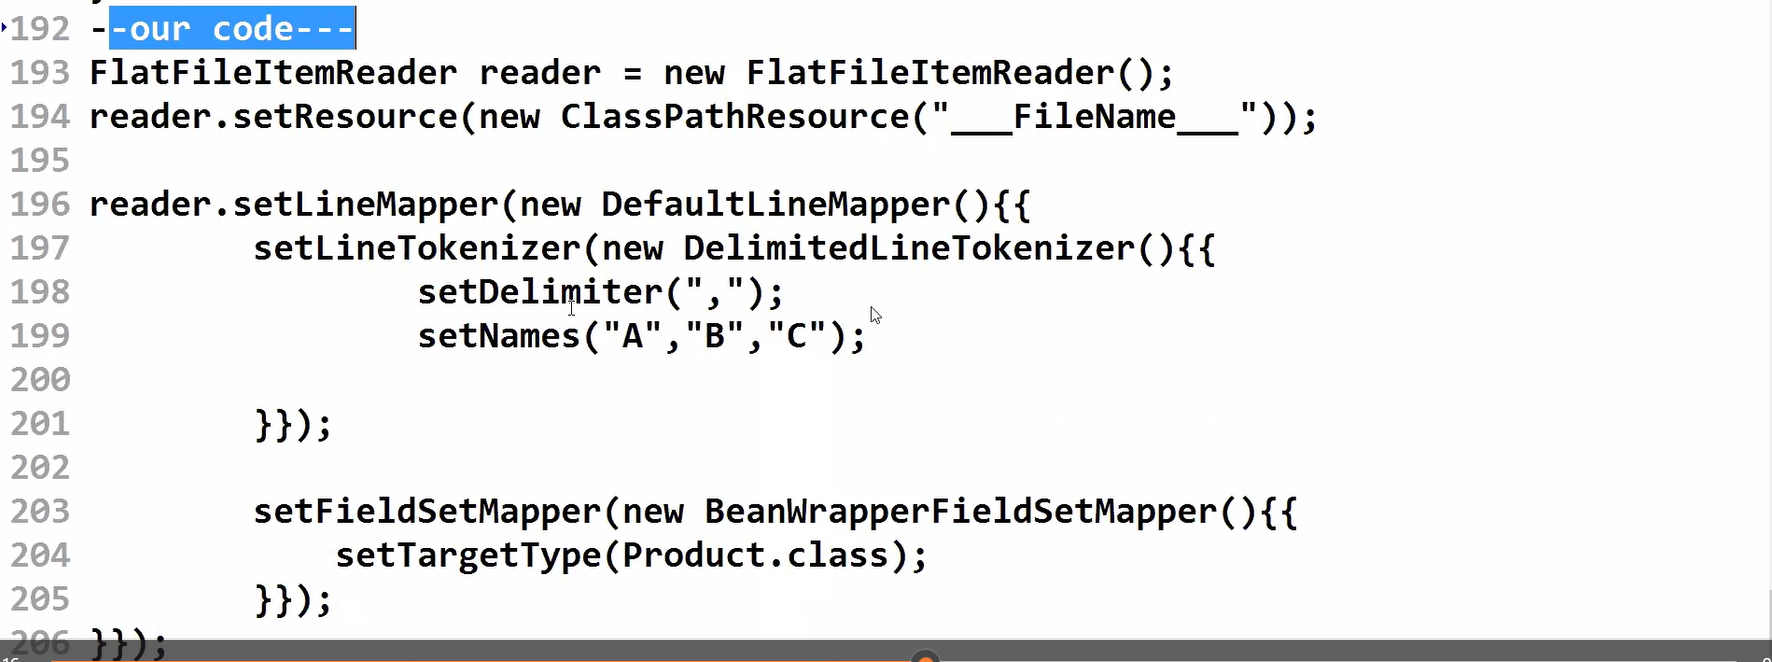 192 --our code---
193 FlatFileItemReader reader = new FlatFileItemReader();
194 reader.setResource(new ClassPathResource("___FileName___"));
195
196 reader.setLineMapper(new DefaultLineMapper(){{
197 setLineTokenizer(new DelimitedLineTokenizer(){{
198 setDelimiter(",");
199 setNames("A","B","C");
200
201 }});
202
203 setFieldSetMapper(new BeanWrapperFieldSetMapper(){{
204 setTargetType(Product.class);
205 }});
206 }});